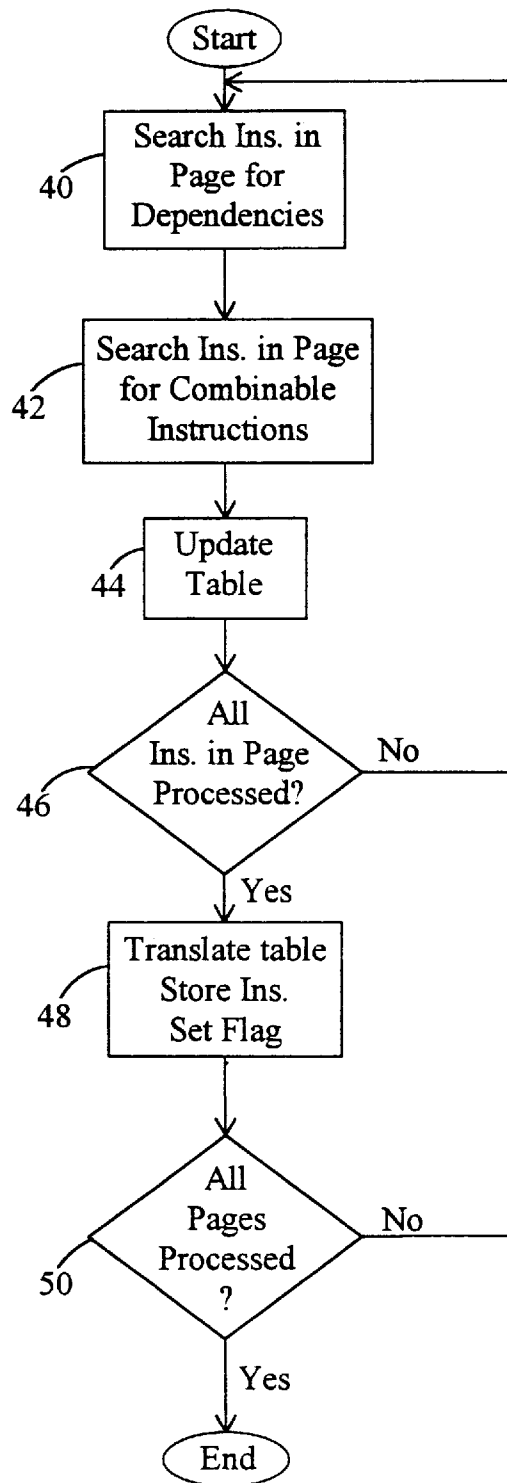 Start
Search Ins. in
Page for
Dependencies
40
Search Ins. in Page
for Combinable
Instructions
42
Update
Table
44
All
Ins. in Page
Processed?
No
46
Yes
Translate table
Store Ins.
Set Flag
48
All
Pages
Processed
?
No
50
Yes
End